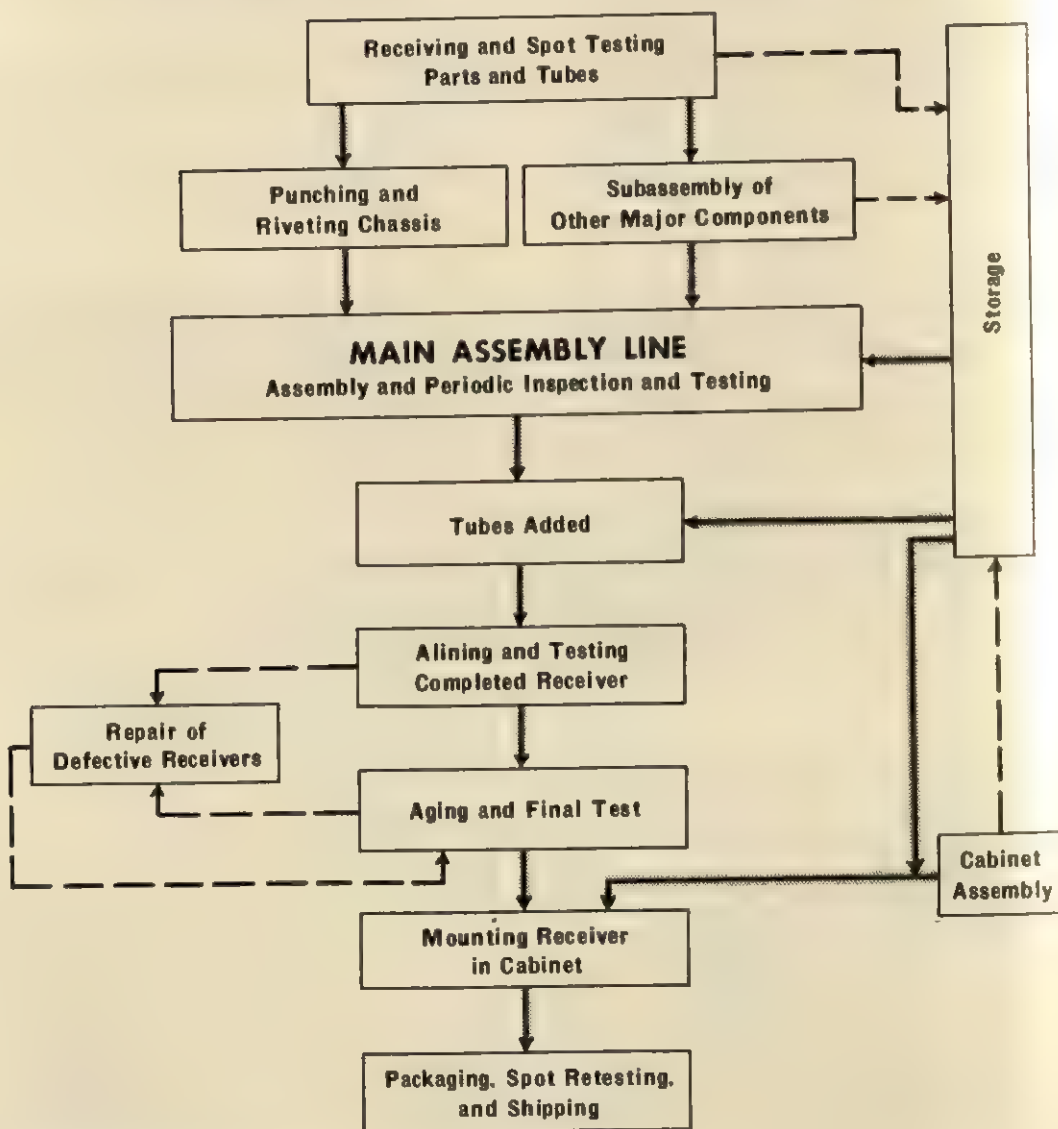 Receiving and Spot Testing
Parts and Tubes
Punching and
Riveting Chassis
Subassembly of
Other Major Components
Storage
MAIN ASSEMBLY LINE
Assembly and Periodic Inspection and Testing
Tubes Added
Alining and Testing
Completed Receiver
Repair of
Defective Receivers
Aging and Final Test
Cabinet
Assembly
Mounting Receiver
in Cabinet
Packaging, Spot Retesting,
and Shipping